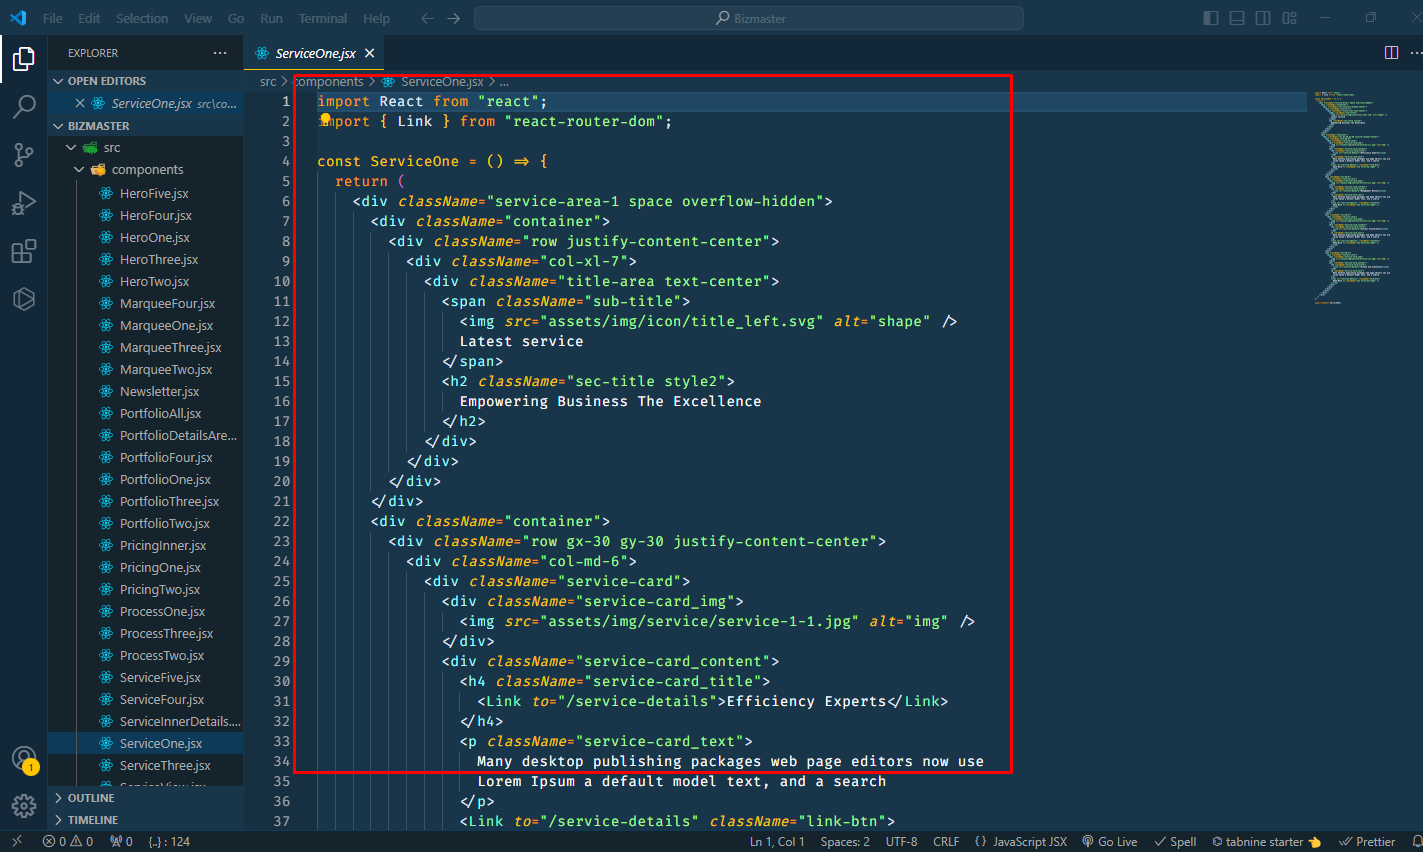 File Edit Selection View Go Run Terminal Help
Bizmaster
EXPLORER
OPEN EDITORS
ServiceOne.jsx src\co...
BIZMASTER
src
components
HeroFive.jsx
HeroFour.jsx
HeroOne.jsx
HeroThree.jsx
HeroTwo.jsx
MarqueeFour.jsx
MarqueeOne.jsx
MarqueeThree.jsx
MarqueeTwo.jsx
Newsletter.jsx
PortfolioAll.jsx
PortfolioDetailsAre...
PortfolioFour.jsx
PortfolioOne.jsx
PortfolioThree.jsx
PortfolioTwo.jsx
PricingInner.jsx
PricingOne.jsx
PricingTwo.jsx
ProcessOne.jsx
ProcessThree.jsx
ProcessTwo.jsx
ServiceFive.jsx
ServiceFour.jsx
ServiceInnerDetails....
ServiceOne.jsx
ServiceThree.jsx
OUTLINE
TIMELINE
1
ServiceOne.jsx
src > components > ServiceOne.jsx > ...
1 import React from "react";
2 import { Link } from "react-router-dom";
3
4 const ServiceOne = () => {
5 return (
6 <div className="service-area-1 space overflow-hidden">
7 <div className="container">
8 <div className="row justify-content-center">
9 <div className="col-xl-7">
10 <div className="title-area text-center">
11 <span className="sub-title">
12 <img src="assets/img/icon/title_left.svg" alt="shape" />
13 Latest service
14 </span>
15 <h2 className="sec-title style2">
16 Empowering Business The Excellence
17 </h2>
18 </div>
19 </div>
20 </div>
21 </div>
22 <div className="container">
23 <div className="row gx-30 gy-30 justify-content-center">
24 <div className="col-md-6">
25 <div className="service-card">
26 <div className="service-card_img">
27 <img src="assets/img/service/service-1-1.jpg" alt="img" />
28 </div>
29 <div className="service-card_content">
30 <h4 className="service-card_title">
31 <Link to="/service-details">Efficiency Experts</Link>
32 </h4>
33 <p className="service-card_text">
34 Many desktop publishing packages web page editors now use
35 Lorem Ipsum a default model text, and a search
36 </p>
37 <Link to="/service-details" className="link-btn">
0 0 0 {..} : 124 Ln 1, Col 1 Spaces: 2 UTF-8 CRLF {} JavaScript JSX Go Live Spell tabnine starter Prettier